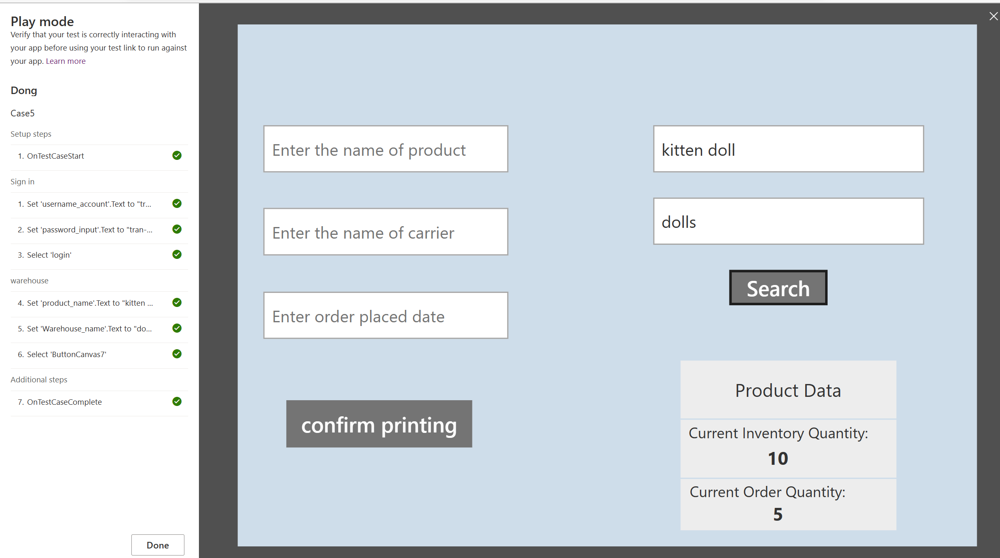 Play mode
Verify that your test is correctly interacting with
your app before using your test link to run against
your app. Learn more
Dong
Case5
Setup steps
1. OnTestCaseStart
Sign in
1. Set 'username_account'.Text to "tr...
2. Set 'password_input'.Text to "tran-...
3. Select 'login'
warehouse
4. Set 'product_name'.Text to "kitten ...
5. Set 'Warehouse_name'.Text to "do...
6. Select 'ButtonCanvas7'
Additional steps
7. OnTestCaseComplete
Done
Enter the name of product
Enter the name of carrier
Enter order placed date
confirm printing
kitten doll
dolls
Search
Product Data
Current Inventory Quantity:
10
Current Order Quantity:
5